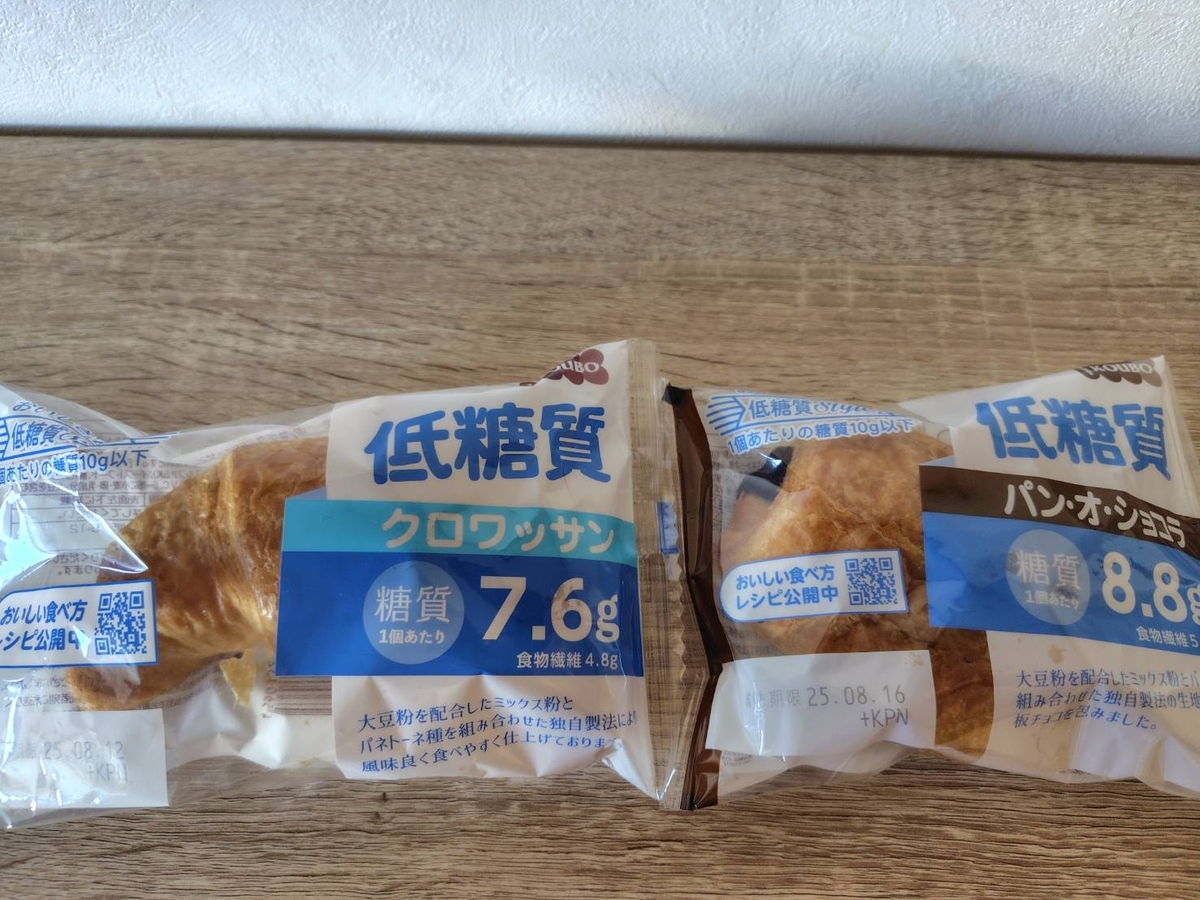 低糖質
1個あたりの糖質10g以下
おいしい食べ方
レシピ公開中
25.08.12
+KPN
低糖質
クロワッサン
糖質
1個あたり
7.6g
食物繊維4.8g
大豆粉を配合したミックス粉と
パネトーネ種を組み合わせた独自製法により
風味良く食べやすく仕上げております
低糖質Style
1個あたりの糖質10g以下
おいしい食べ方
レシピ公開中
期限 25.08.16
+KPN
KOUBO
低糖質
パン・オ・ショコラ
糖質
1個あたり
8.8g
食物繊維5
大豆粉を配合したミックス粉とパ
組み合わせた独自製法の生地
板チョコを包みました。